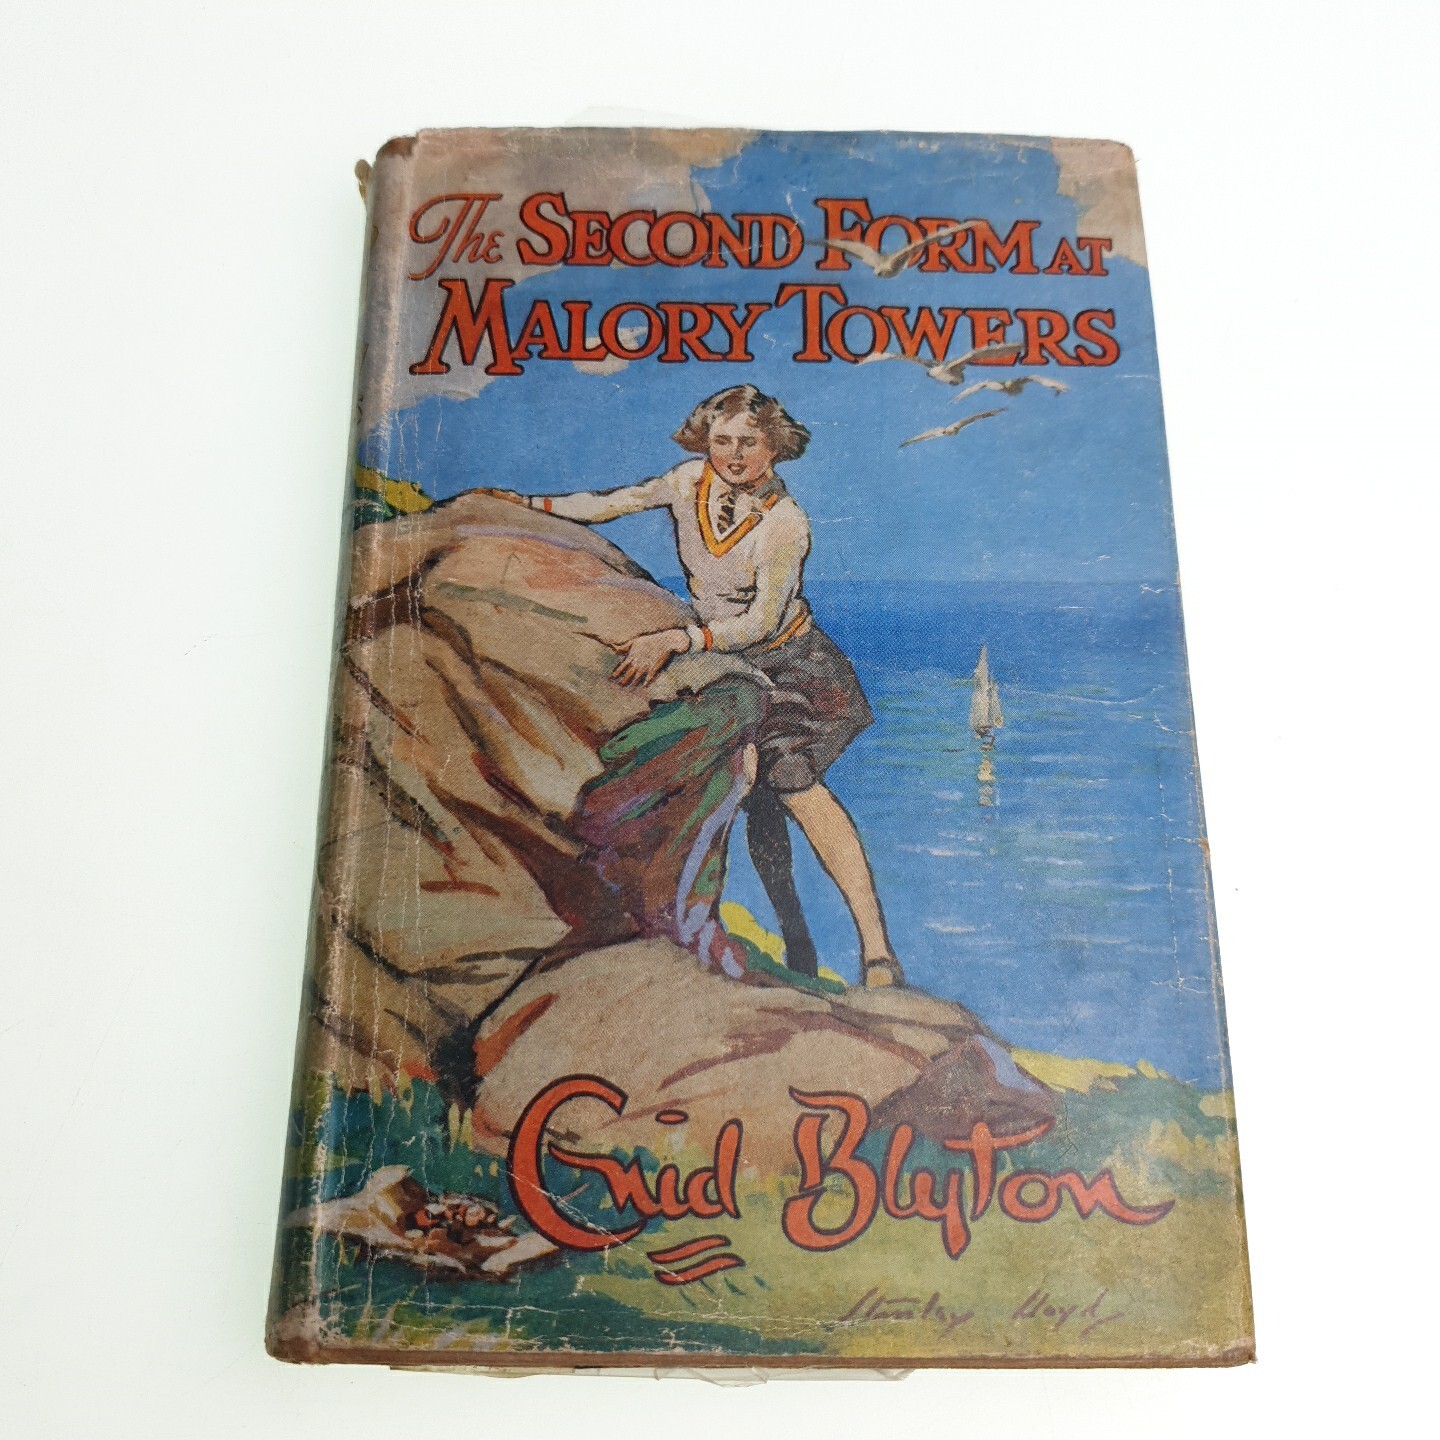 The SECOND FORM AT
MALORY TOWERS
Enid Blyton
Stanley Lloyd